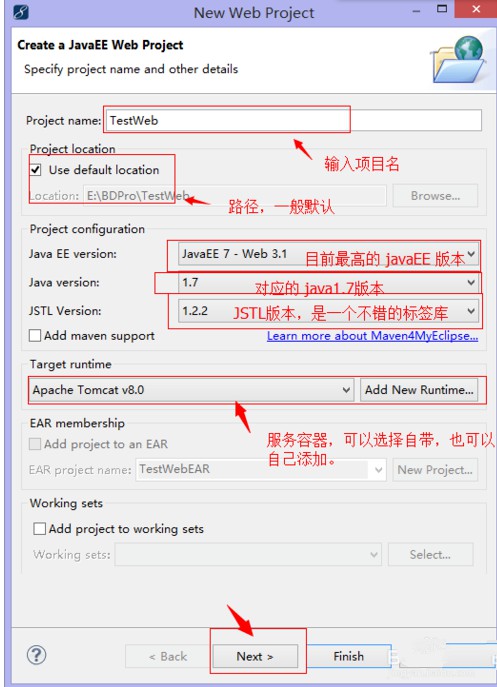 New Web Project
Create a JavaEE Web Project
Specify project name and other details
Project name: TestWeb
输入项目名
Project location
Use default location
Location: E:\BDPro\TestWeb Browse...
路径，一般默认
Project configuration
Java EE version: JavaEE 7 - Web 3.1 目前最高的 javaEE 版本
Java version: 1.7 对应的 java1.7版本
JSTL Version: 1.2.2 JSTL版本，是一个不错的标签库
Add maven support Learn more about Maven4MyEclipse...
Target runtime
Apache Tomcat v8.0 Add New Runtime...
EAR membership
服务容器，可以选择自带，也可以
自己添加。
Add project to an EAR
EAR project name: TestWebEAR New Project...
Working sets
Add project to working sets
Working sets: Select...
? < Back Next > Finish